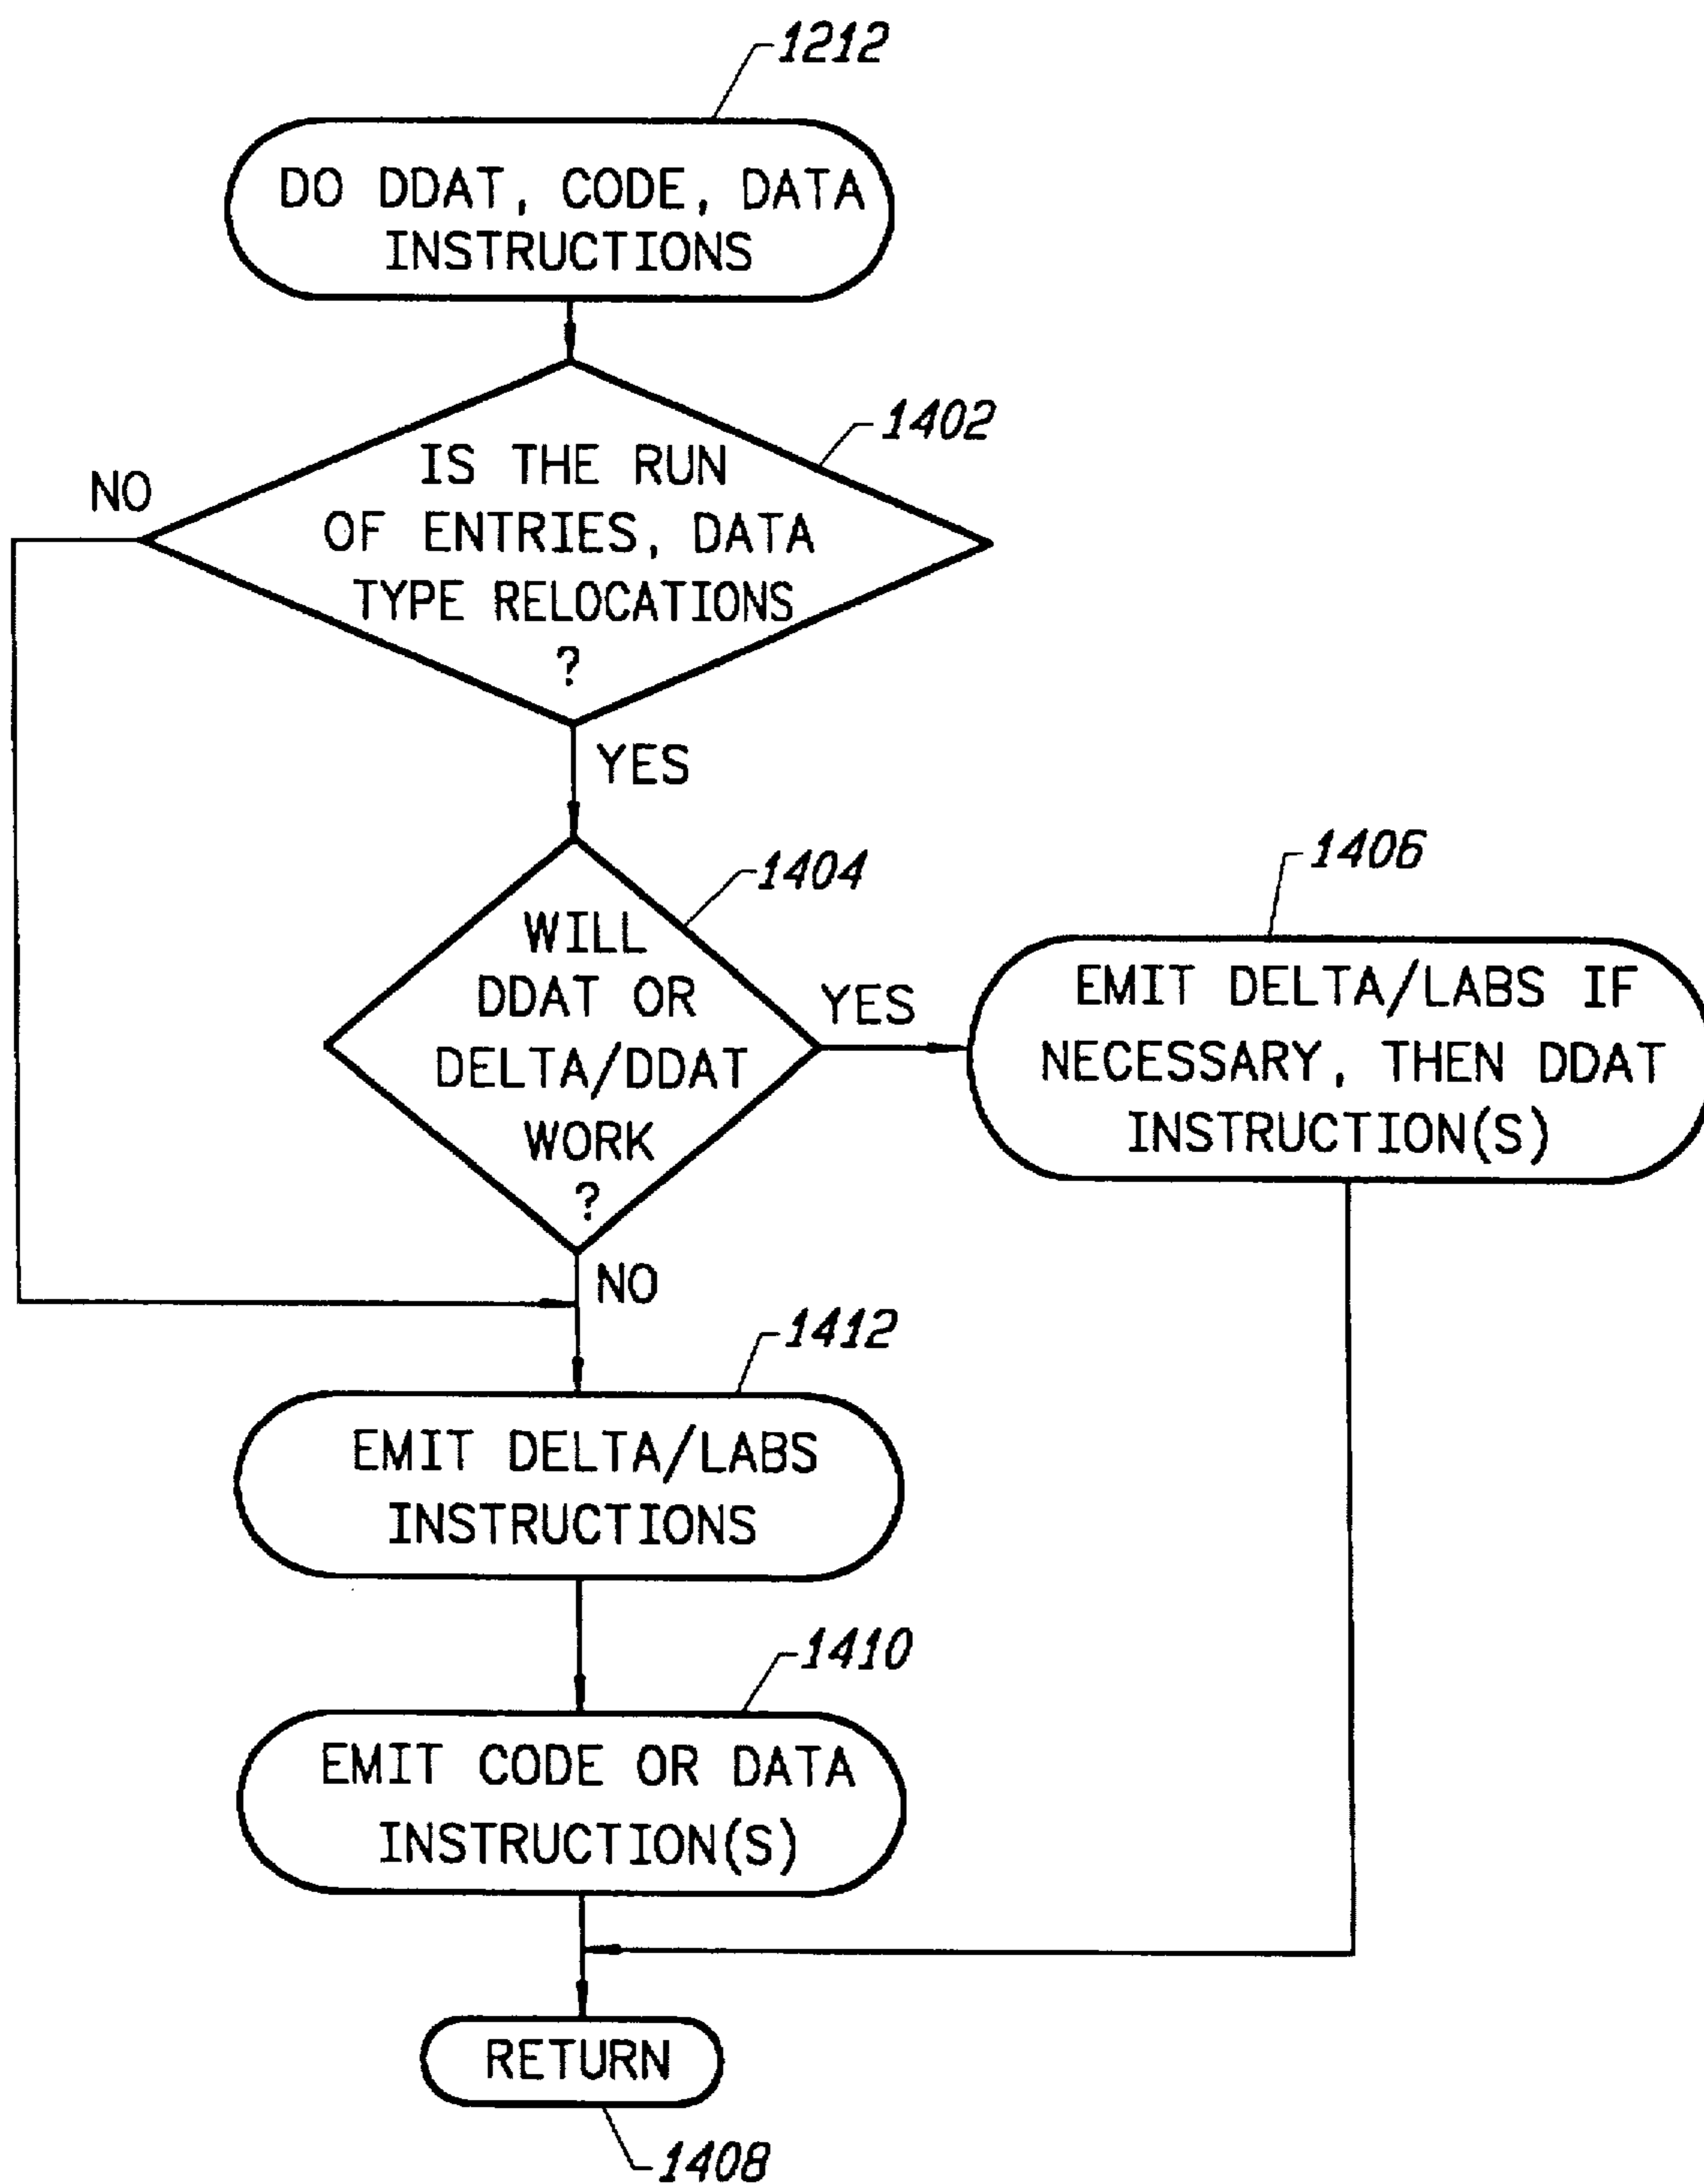 1212
DO DDAT, CODE, DATA
INSTRUCTIONS
1402
IS THE RUN
OF ENTRIES, DATA
TYPE RELOCATIONS
?
NO
YES
1404
WILL
DDAT OR
DELTA/DDAT
WORK
?
YES
1406
EMIT DELTA/LABS IF
NECESSARY, THEN DDAT
INSTRUCTION(S)
NO
1412
EMIT DELTA/LABS
INSTRUCTIONS
1410
EMIT CODE OR DATA
INSTRUCTION(S)
RETURN
1408